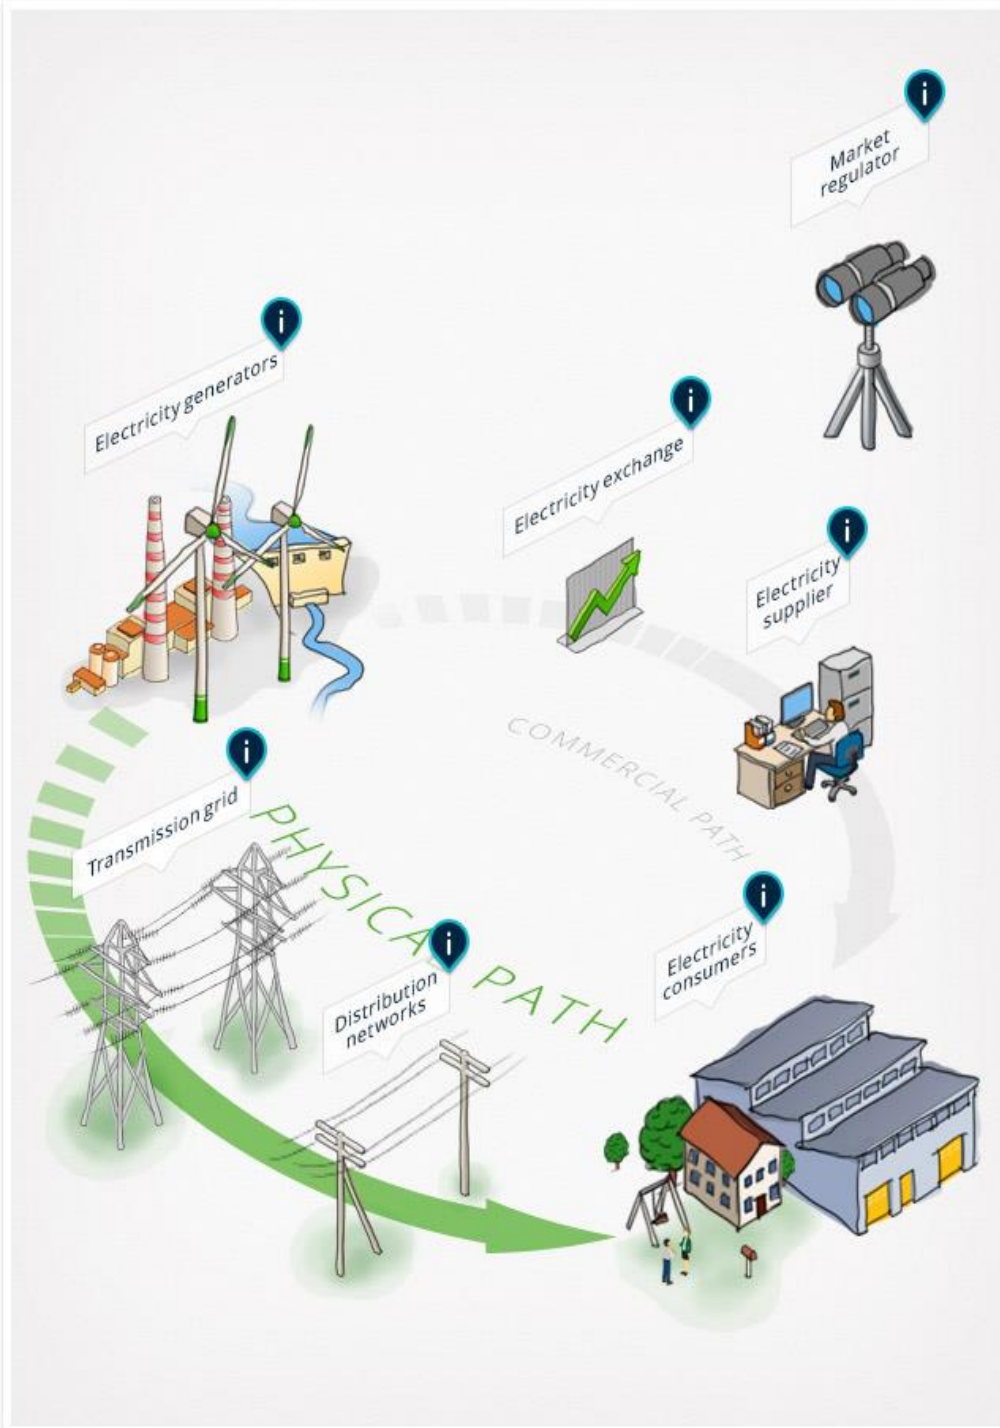 Market
regulator
Electricity generators
Electricity exchange
Electricity
supplier
COMMERCIAL PATH
Transmission grid
PHYSICAL PATH
Distribution
networks
Electricity
consumers